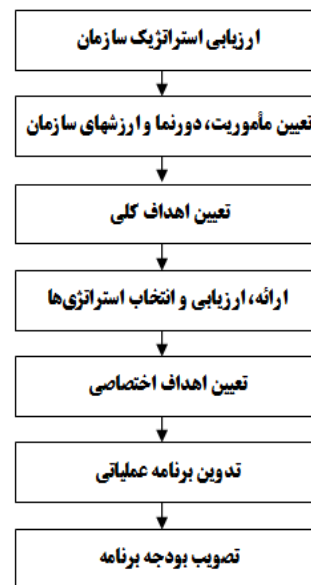 ارزیابی استراتژیک سازمان
تعیین مأموریت، دورنما و ارزشهای سازمان
تعیین اهداف کلی
ارائه، ارزیابی و انتخاب استراتژی‌ها
تعیین اهداف اختصاصی
تدوین برنامه عملیاتی
تصویب بودجه برنامه